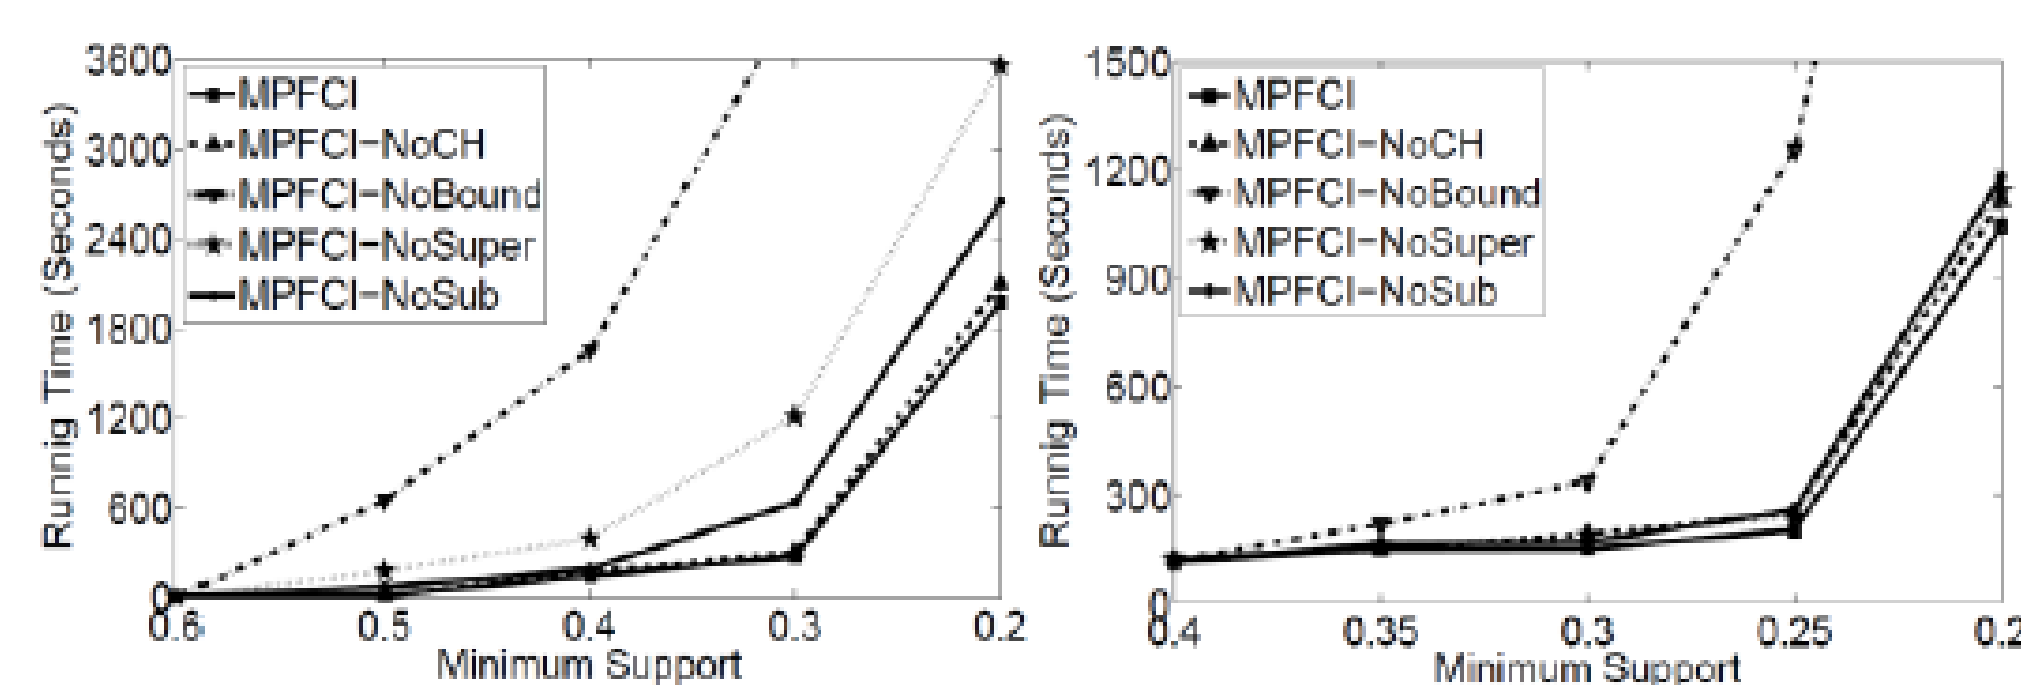 3600
3000
2400
1800
1200
600
0
Runnig Time (Seconds)
MPFCI
MPFCI-NoCH
MPFCI-NoBound
MPFCI-NoSuper
MPFCI-NoSub
0.6 0.5 0.4 0.3 0.2
Minimum Support
1500
1200
900
600
300
0
Runnig Time (Seconds)
MPFCI
MPFCI-NoCH
MPFCI-NoBound
MPFCI-NoSuper
MPFCI-NoSub
0.4 0.35 0.3 0.25 0.2
Minimum Support